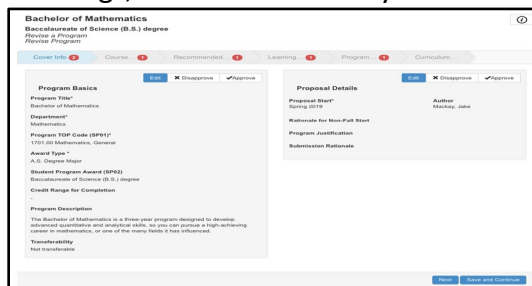 Bachelor of Mathematics
Baccalaureate of Science (B.S.) degree
Revise a Program
Revise Program
Cover Info 2
Course... 1
Recommended... 1
Learning... 1
Program... 1
Curriculum...
Edit ✖ Disapprove ✔Approve
Program Basics
Program Title*
Bachelor of Mathematics
Department*
Mathematics
Program TOP Code (SP01)*
1701.00 Mathematics, General
Award Type *
A.S. Degree Major
Student Program Award (SP02)
Baccalaureate of Science (B.S.) degree
Credit Range for Completion
-
Program Description
The Bachelor of Mathematics is a three-year program designed to develop
advanced quantitative and analytical skills, so you can pursue a high-achieving
career in mathematics, or one of the many fields it has influenced.
Transferability
Not transferable
Edit ✖ Disapprove ✔Approve
Proposal Details
Proposal Start*
Spring 2019
Author
Mackay, Jake
Rationale for Non-Fall Start
Program Justification
Submission Rationale
Next
Save and Continue